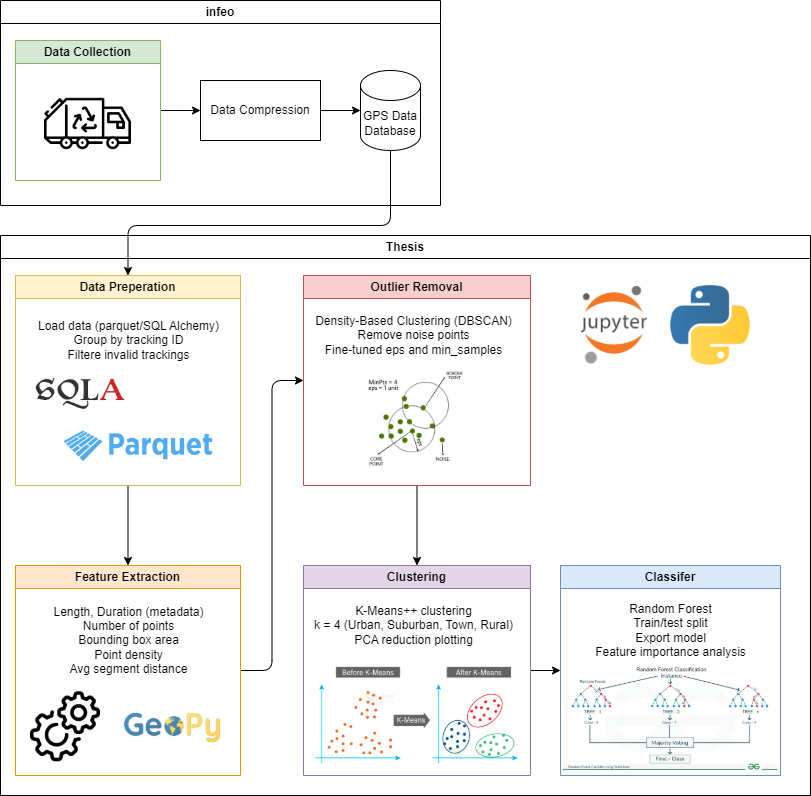 infeo
Data Collection
Data Compression
GPS Data
Database
Thesis
Data Preperation
Load data (parquet/SQL Alchemy)
Group by tracking ID
Filtere invalid trackings
SQLA
Parquet
Outlier Removal
Density-Based Clustering (DBSCAN)
Remove noise points
Fine-tuned eps and min_samples
MinPts = 4
eps = 1 unit
BORDER
POINT
eps
CORE
POINT
NOISE
jupyter
Feature Extraction
Length, Duration (metadata)
Number of points
Bounding box area
Point density
Avg segment distance
GeoPy
Clustering
K-Means++ clustering
k = 4 (Urban, Suburban, Town, Rural)
PCA reduction plotting
Before K-Means
After K-Means
K-Means
Classifer
Random Forest
Train/test split
Export model
Feature importance analysis
Random Forest Classification
Instance
Random Forest
TREE - 1
TREE - 2
Class - X
Class - Y
Class - X
Majority Voting
Final - Class